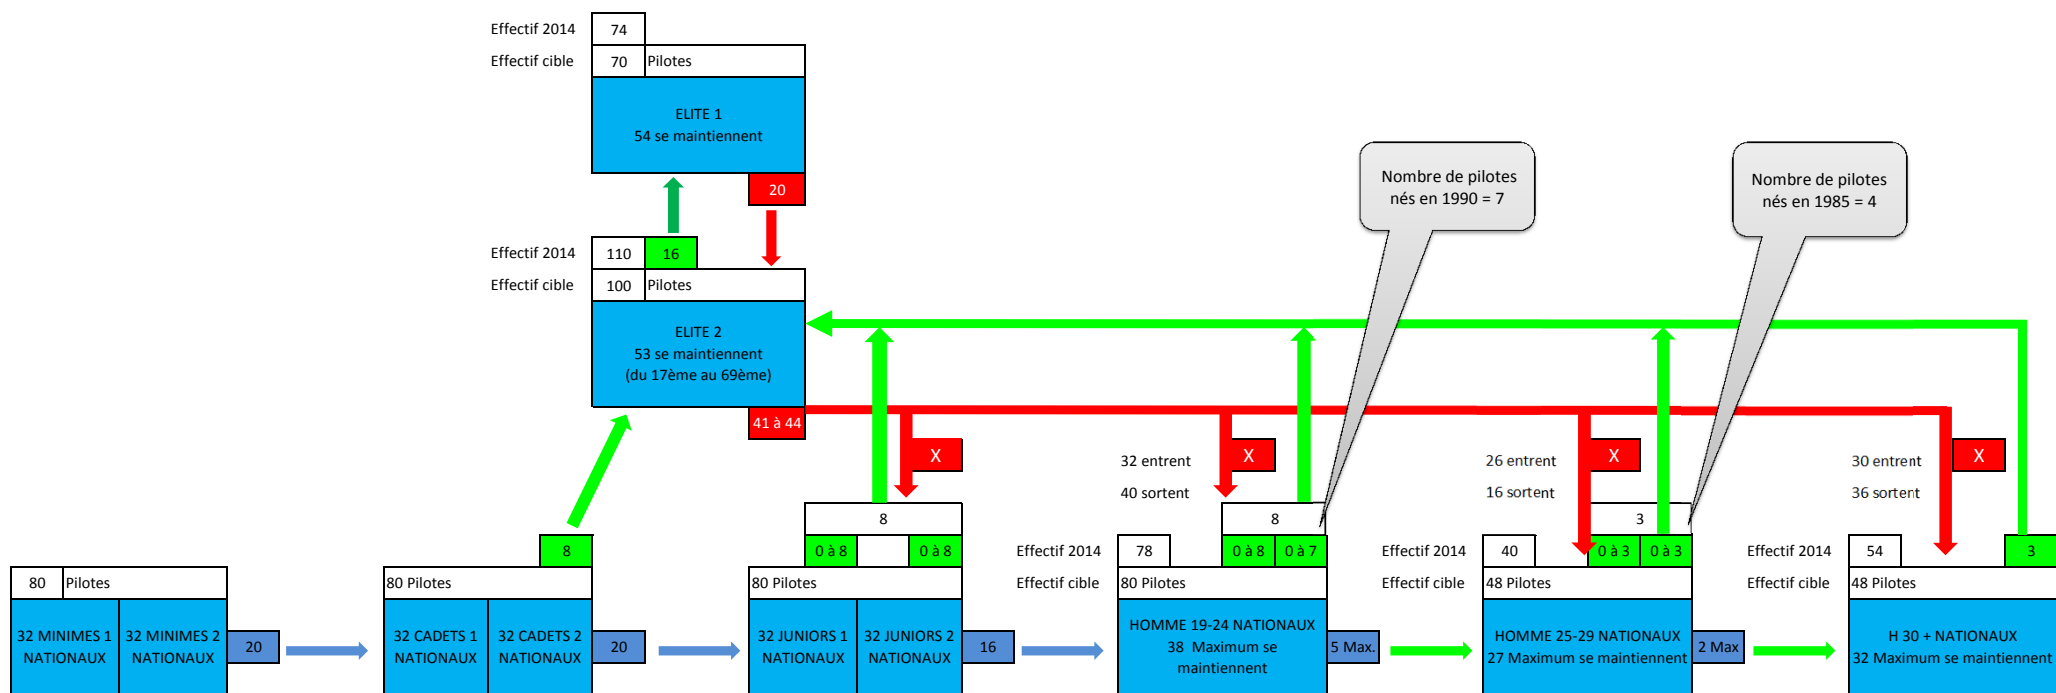 Effectif 2014
74
Effectif cible
70
Pilotes
ELITE 1
54 se maintiennent
20
Effectif 2014
110
16
Effectif cible
100
Pilotes
ELITE 2
53 se maintiennent
(du 17ème au 69ème)
41 à 44
Nombre de pilotes
nés en 1990 = 7
Nombre de pilotes
nés en 1985 = 4
X
32 entrent
40 sortent
X
26 entrent
16 sortent
X
30 entrent
36 sortent
X
80
Pilotes
32 MINIMES 1
NATIONAUX
32 MINIMES 2
NATIONAUX
20
8
80 Pilotes
32 CADETS 1
NATIONAUX
32 CADETS 2
NATIONAUX
20
8
0 à 8
0 à 8
80 Pilotes
32 JUNIORS 1
NATIONAUX
32 JUNIORS 2
NATIONAUX
16
8
Effectif 2014
78
0 à 8
0 à 7
Effectif cible
80 Pilotes
HOMME 19-24 NATIONAUX
38 Maximum se
maintiennent
5 Max.
3
Effectif 2014
40
0 à 3
0 à 3
Effectif cible
48 Pilotes
HOMME 25-29 NATIONAUX
27 Maximum se maintiennent
2 Max
Effectif 2014
54
3
Effectif cible
48 Pilotes
H 30 + NATIONAUX
32 Maximum se maintiennent